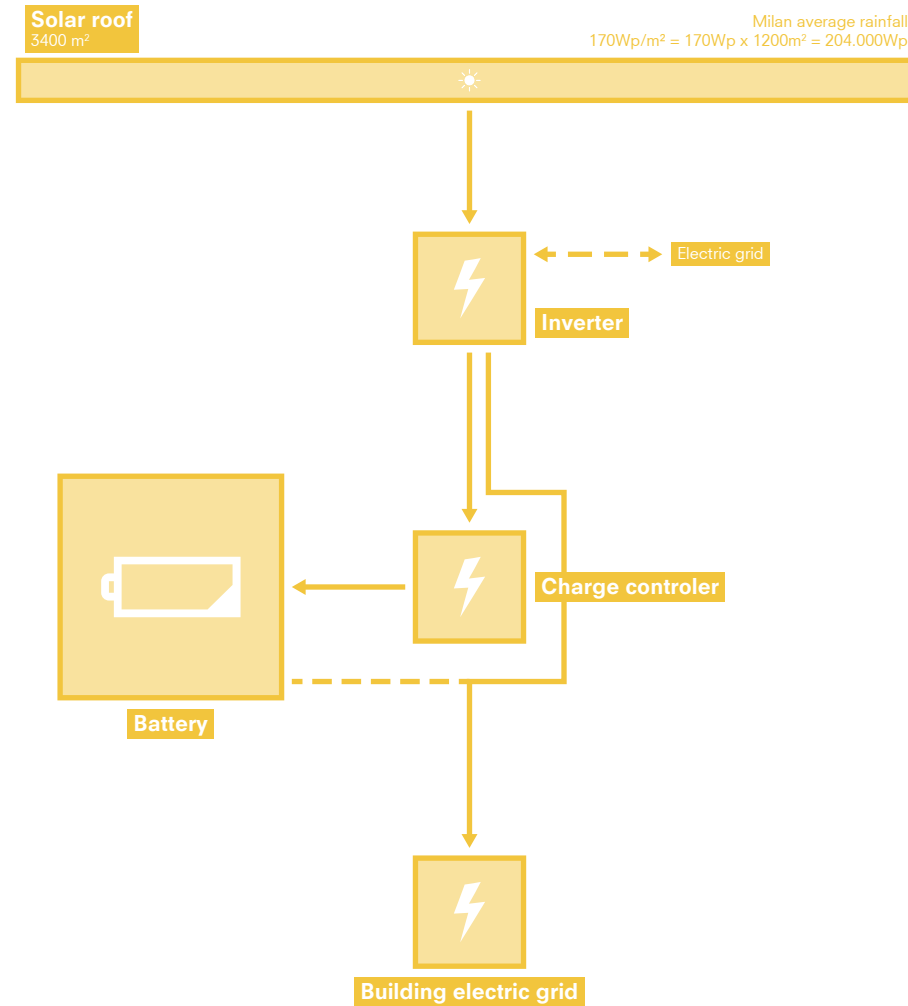 Solar roof
3400 m²
Milan average rainfall
170Wp/m² = 170Wp x 1200m² = 204.000Wp
Electric grid
Inverter
Charge controler
Battery
Building electric grid